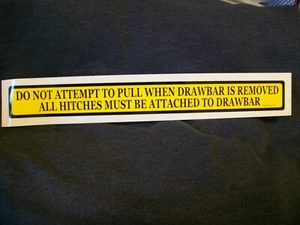 DO NOT ATTEMPT TO PULL WHEN DRAWBAR IS REMOVED
ALL HITCHES MUST BE ATTACHED TO DRAWBAR